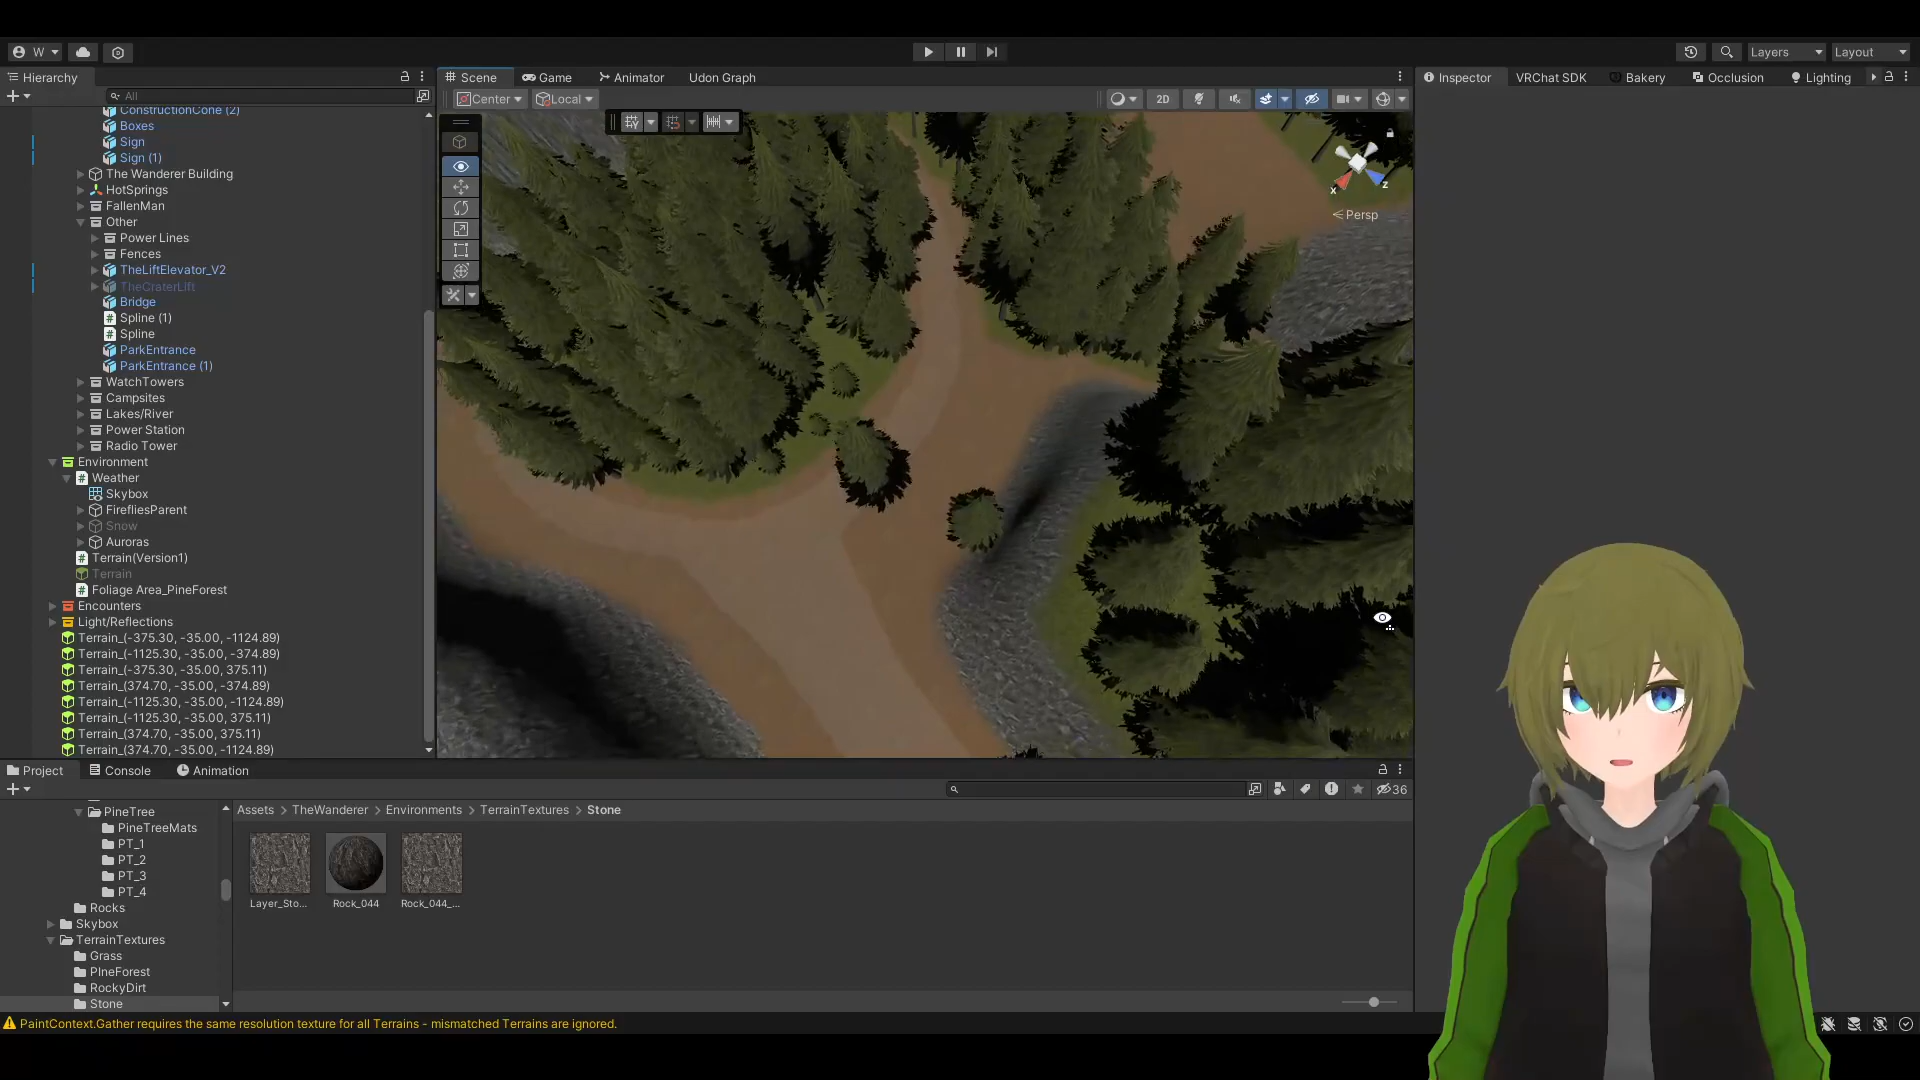 W
Layers
Layout
Hierarchy
Scene
Game
Animator
Udon Graph
Inspector
VRChat SDK
Bakery
Occlusion
Lighting
All
Center
Local
2D
ConstructionCone (2)
Boxes
Sign
Sign (1)
The Wanderer Building
HotSprings
FallenMan
Other
Power Lines
Fences
TheLiftElevator_V2
TheCraterLift
Bridge
Spline (1)
Spline
ParkEntrance
ParkEntrance (1)
WatchTowers
Campsites
Lakes/River
Power Station
Radio Tower
Environment
Weather
Skybox
FirefliesParent
Snow
Auroras
Terrain(Version1)
Terrain
Foliage Area_PineForest
Encounters
Light/Reflections
Terrain_(-375.30, -35.00, -1124.89)
Terrain_(-1125.30, -35.00, -374.89)
Terrain_(-375.30, -35.00, 375.11)
Terrain_(374.70, -35.00, -374.89)
Terrain_(-1125.30, -35.00, -1124.89)
Terrain_(-1125.30, -35.00, 375.11)
Terrain_(374.70, -35.00, 375.11)
Terrain_(374.70, -35.00, -1124.89)
x
z
Persp
Project
Console
Animation
36
PineTree
PineTreeMats
PT_1
PT_2
PT_3
PT_4
Rocks
Skybox
TerrainTextures
Grass
PIneForest
RockyDirt
Stone
Assets > TheWanderer > Environments > TerrainTextures > Stone
Layer_Sto...
Rock_044
Rock_044_...
PaintContext.Gather requires the same resolution texture for all Terrains - mismatched Terrains are ignored.